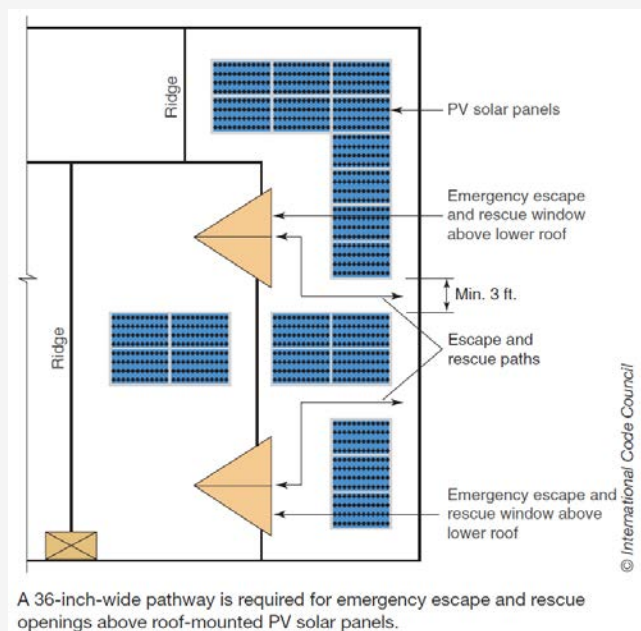 Ridge
PV solar panels
Emergency escape
and rescue window
above lower roof
Min. 3 ft.
Ridge
Escape and
rescue paths
Emergency escape and
rescue window above
lower roof
© International Code Council
A 36-inch-wide pathway is required for emergency escape and rescue
openings above roof-mounted PV solar panels.